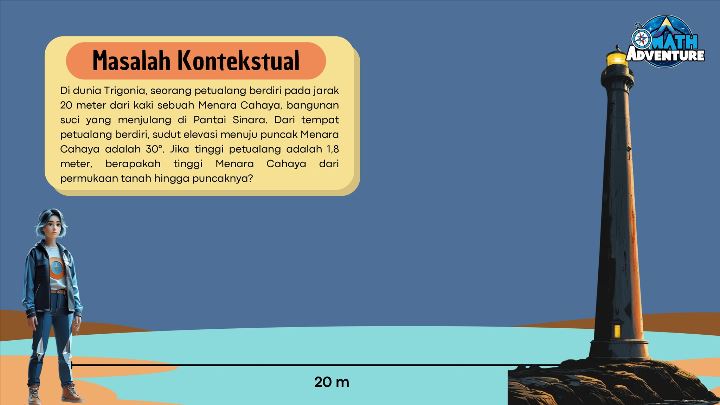 MATH
ADVENTURE
Masalah Kontekstual
Di dunia Trigonia, seorang petualang berdiri pada jarak
20 meter dari kaki sebuah Menara Cahaya, bangunan
suci yang menjulang di Pantai Sinara. Dari tempat
petualang berdiri, sudut elevasi menuju puncak Menara
Cahaya adalah 30°. Jika tinggi petualang adalah 1,8
meter, berapakah tinggi Menara Cahaya dari
permukaan tanah hingga puncaknya?
20 m